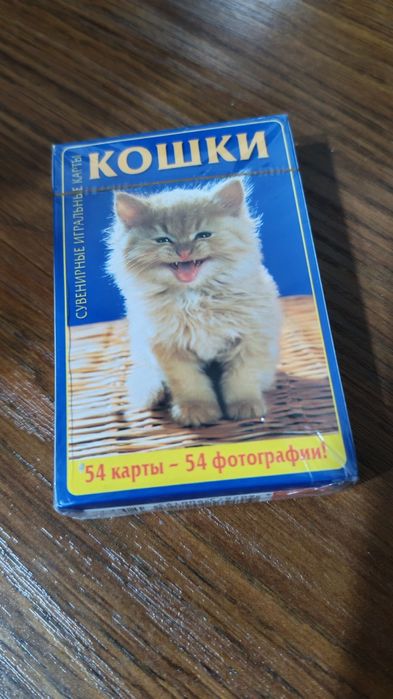 КОШКИ
СУВЕНИРНЫЕ ИГРАЛЬНЫЕ КАРТЫ
54 карты – 54 фотографии!